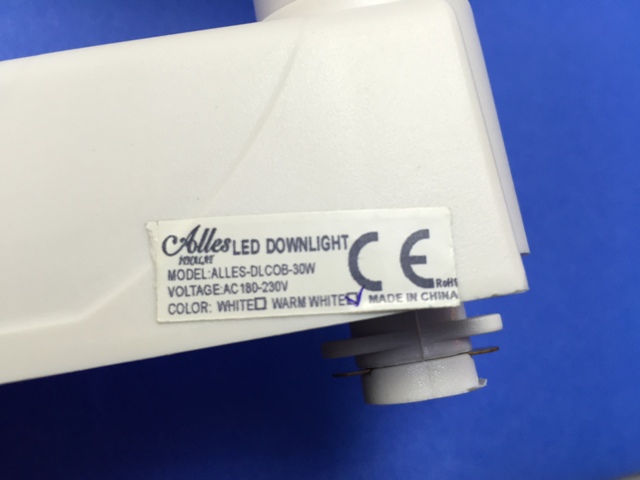 Alles LED DOWNLIGHT
MODEL:ALLES-DLCOB-30W
VOLTAGE:AC180-230V
COLOR: WHITE WARM WHITE MADE IN CHINA
CE
RoHS